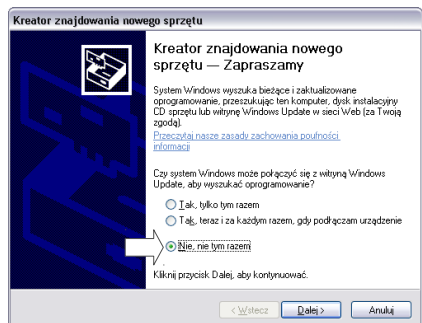 Kreator znajdowania nowego sprzętu
Kreator znajdowania nowego
sprzętu — Zapraszamy
System Windows wyszuka bieżące i zaktualizowane
oprogramowanie, przeszukując ten komputer, dysk instalacyjny
CD sprzętu lub witrynę Windows Update w sieci Web (za Twoją
zgodą).
Przeczytaj nasze zasady zachowania poufności
informacji
Czy system Windows może połączyć się z witryną Windows
Update, aby wyszukać oprogramowanie?
Tak, tylko tym razem
Tak, teraz i za każdym razem, gdy podłączam urządzenie
Nie, nie tym razem
Kliknij przycisk Dalej, aby kontynuować.
< Wstecz
Dalej >
Anuluj